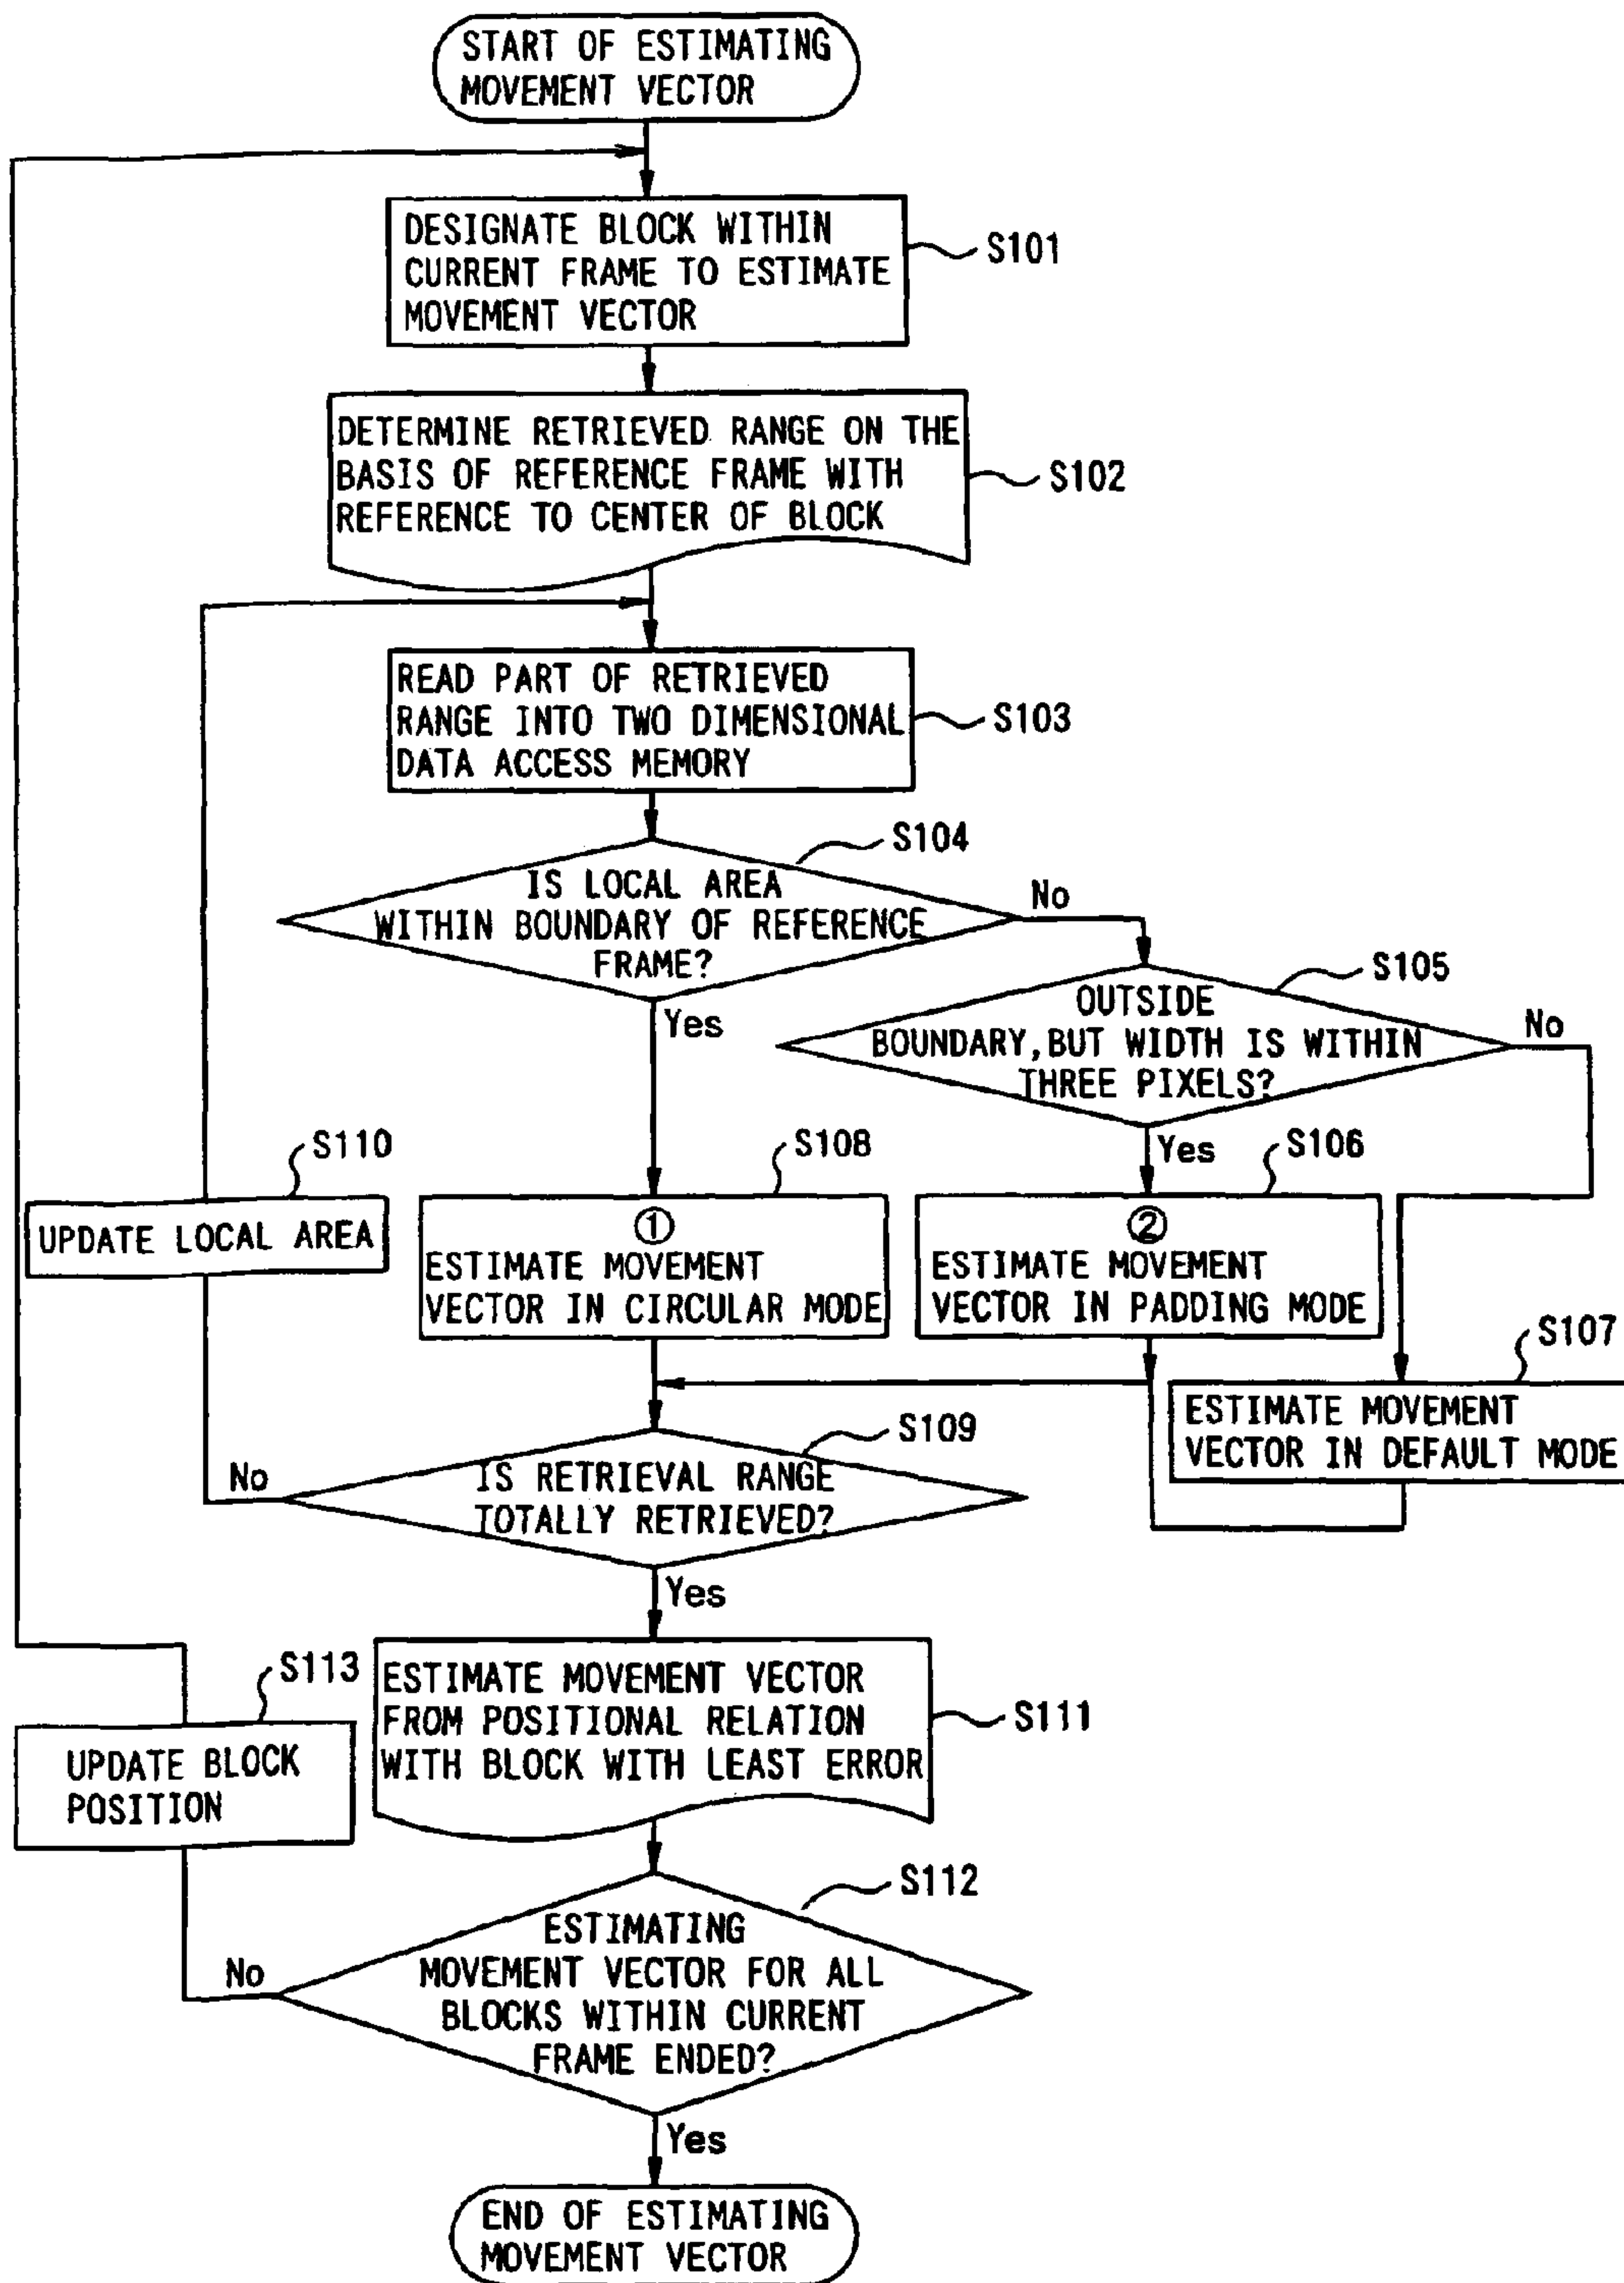 START OF ESTIMATING
MOVEMENT VECTOR
DESIGNATE BLOCK WITHIN
CURRENT FRAME TO ESTIMATE
MOVEMENT VECTOR
S101
DETERMINE RETRIEVED RANGE ON THE
BASIS OF REFERENCE FRAME WITH
REFERENCE TO CENTER OF BLOCK
S102
READ PART OF RETRIEVED
RANGE INTO TWO DIMENSIONAL
DATA ACCESS MEMORY
S103
S104
IS LOCAL AREA
WITHIN BOUNDARY OF REFERENCE
FRAME?
No
Yes
S105
OUTSIDE
BOUNDARY, BUT WIDTH IS WITHIN
THREE PIXELS?
No
Yes
S110
UPDATE LOCAL AREA
S108
①
ESTIMATE MOVEMENT
VECTOR IN CIRCULAR MODE
S106
②
ESTIMATE MOVEMENT
VECTOR IN PADDING MODE
S107
ESTIMATE MOVEMENT
VECTOR IN DEFAULT MODE
S109
IS RETRIEVAL RANGE
TOTALLY RETRIEVED?
No
Yes
S113
UPDATE BLOCK
POSITION
ESTIMATE MOVEMENT VECTOR
FROM POSITIONAL RELATION
WITH BLOCK WITH LEAST ERROR
S111
S112
ESTIMATING
MOVEMENT VECTOR FOR ALL
BLOCKS WITHIN CURRENT
FRAME ENDED?
No
Yes
END OF ESTIMATING
MOVEMENT VECTOR